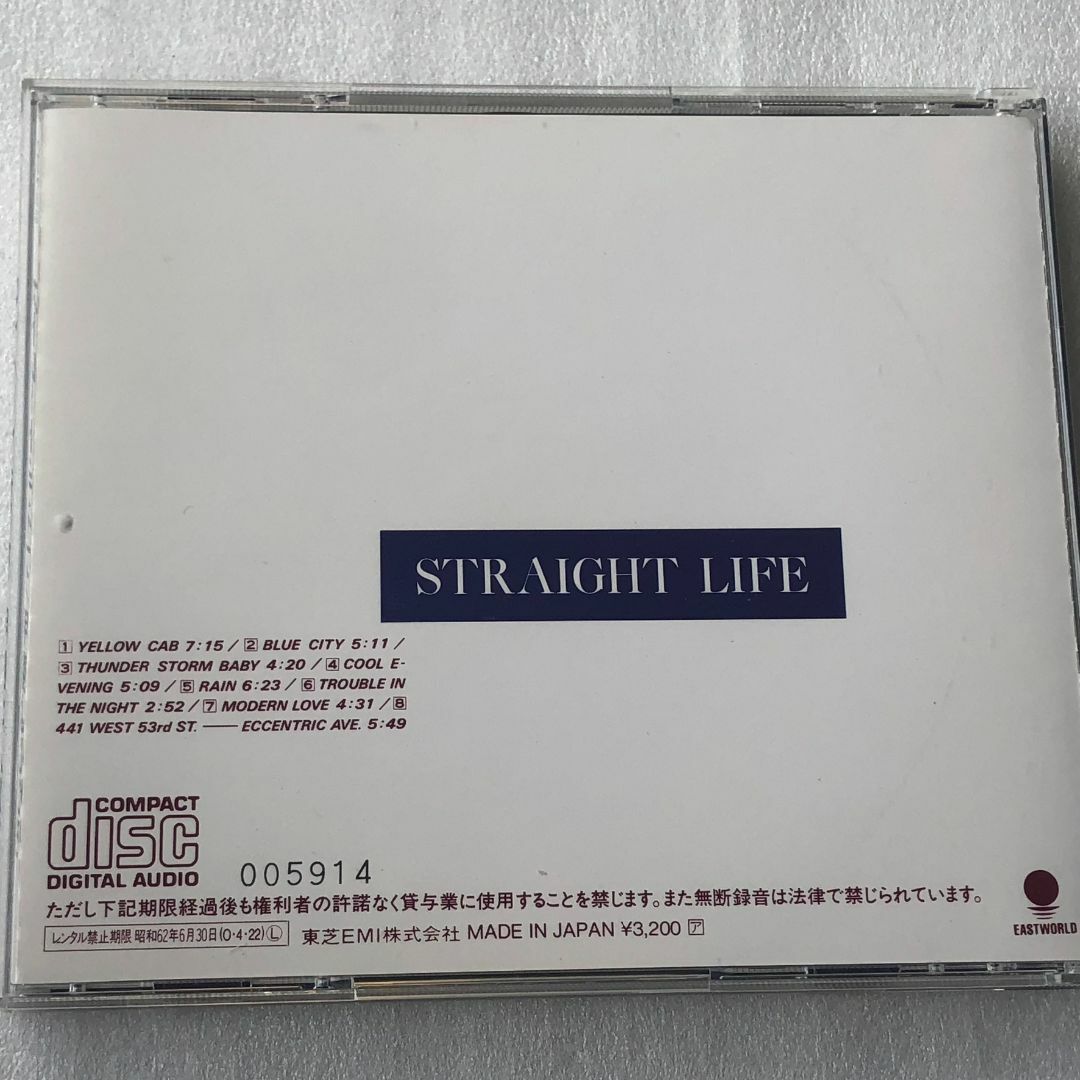 STRAIGHT LIFE
1 YELLOW CAB 7:15 / 2 BLUE CITY 5:11 /
3 THUNDER STORM BABY 4:20 / 4 COOL E-
VENING 5:09 / 5 RAIN 6:23 / 6 TROUBLE IN
THE NIGHT 2:52 / 7 MODERN LOVE 4:31 / 8
441 WEST 53rd ST. —— ECCENTRIC AVE. 5:49
COMPACT
disc
DIGITAL AUDIO
005914
ただし下記期限経過後も権利者の許諾なく貸与業に使用することを禁じます。また無断録音は法律で禁じられています。
レンタル禁止期限 昭和62年6月30日(O・4・22)Ⓛ 東芝EMI株式会社 MADE IN JAPAN ¥3,200 ア
EASTWORLD